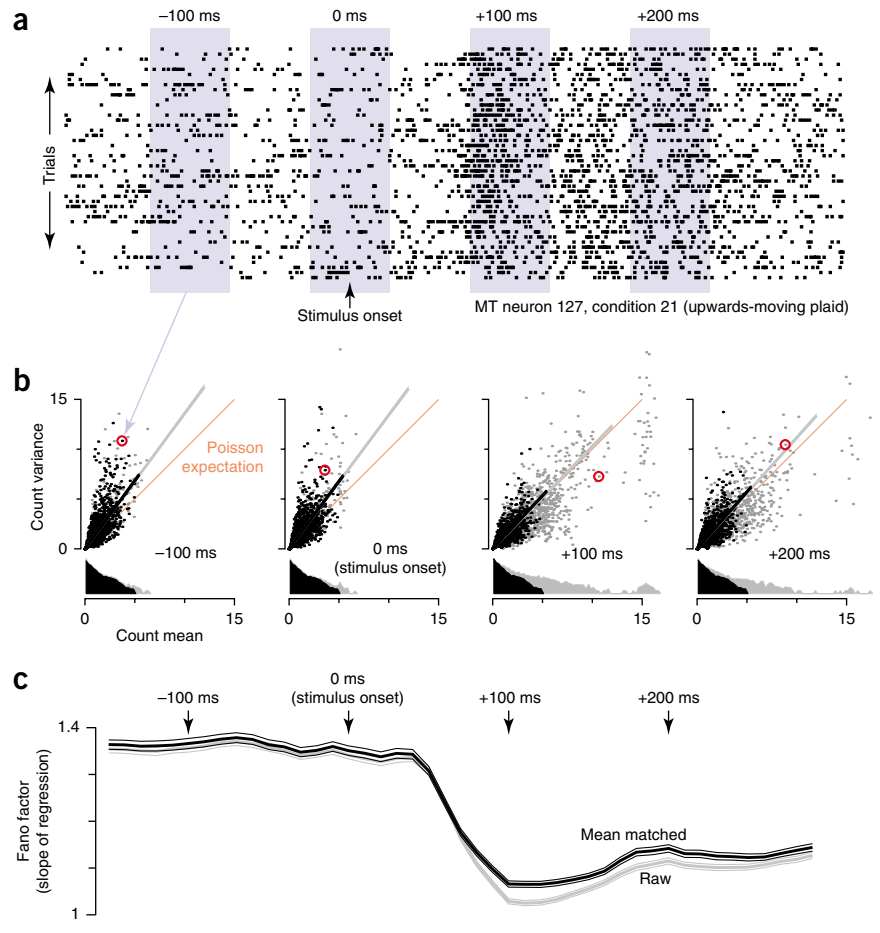 a
–100 ms
0 ms
+100 ms
+200 ms
Trials
Stimulus onset
MT neuron 127, condition 21 (upwards-moving plaid)
b
15
Count variance
0
Poisson
expectation
–100 ms
0 ms
(stimulus onset)
+100 ms
+200 ms
0
15
0
15
0
15
0
15
Count mean
c
–100 ms
0 ms
(stimulus onset)
+100 ms
+200 ms
1.4
Fano factor
(slope of regression)
1
Mean matched
Raw